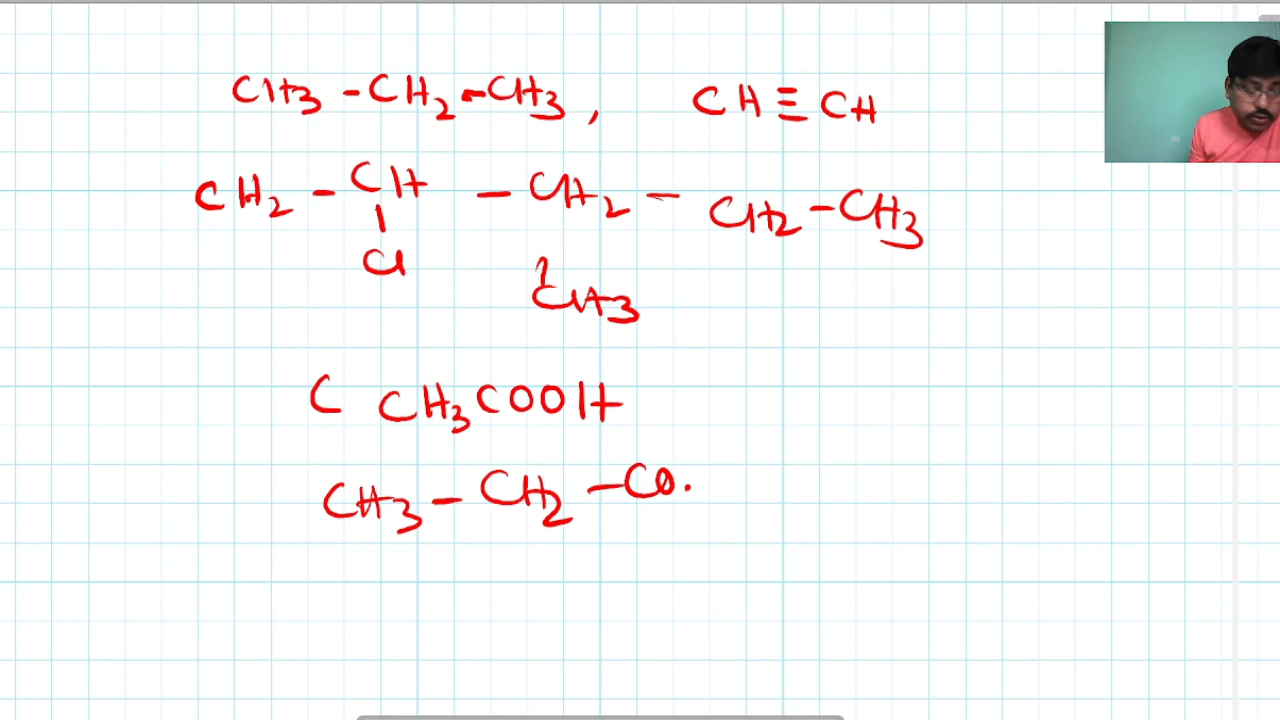 CH3 - CH2 - CH3 , CH ≡ CH
CH2 - CH - CH2 - CH2 - CH3
Cl
CH3
C CH3COOH
CH3 - CH2 - CO.